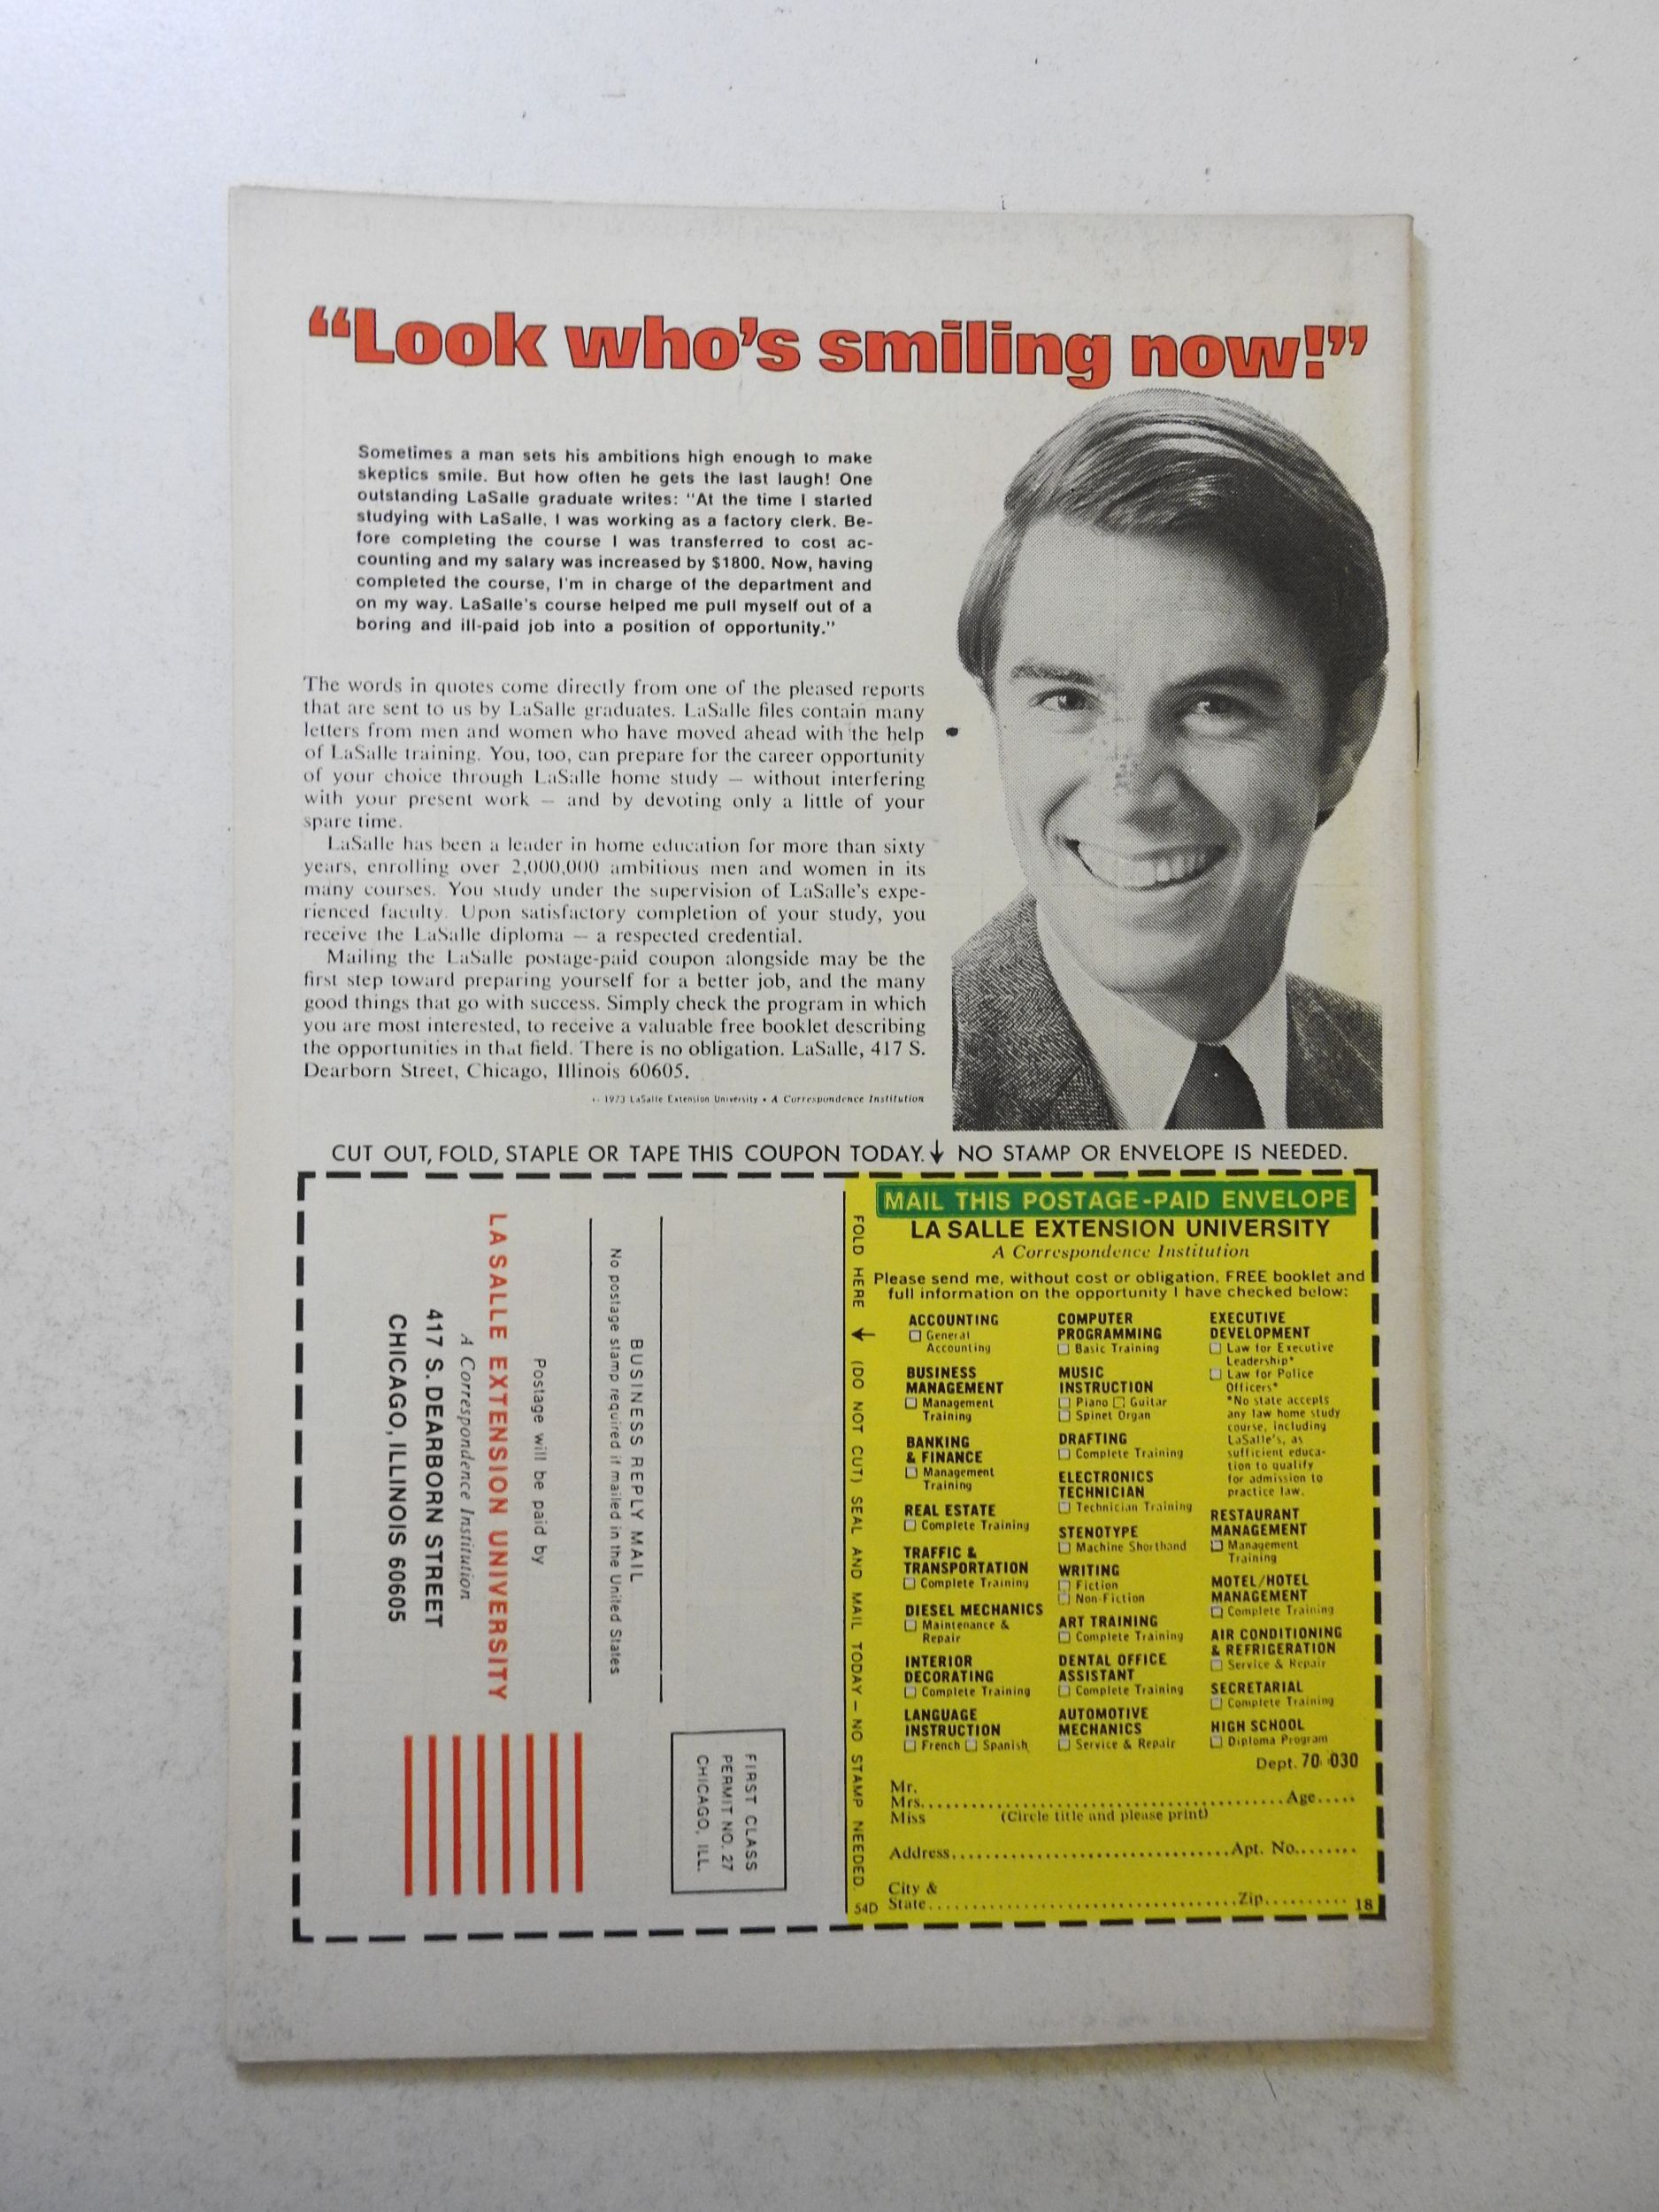 “Look who's smiling now!”
Sometimes a man sets his ambitions high enough to make
skeptics smile. But how often he gets the last laugh! One
outstanding LaSalle graduate writes: "At the time I started
studying with LaSalle, I was working as a factory clerk. Be-
fore completing the course I was transferred to cost ac-
counting and my salary was increased by $1800. Now, having
completed the course, I'm in charge of the department and
on my way. LaSalle's course helped me pull myself out of a
boring and ill-paid job into a position of opportunity."
The words in quotes come directly from one of the pleased reports
that are sent to us by LaSalle graduates. LaSalle files contain many
letters from men and women who have moved ahead with the help
of LaSalle training. You, too, can prepare for the career opportunity
of your choice through LaSalle home study — without interfering
with your present work — and by devoting only a little of your
spare time.
LaSalle has been a leader in home education for more than sixty
years, enrolling over 2,000,000 ambitious men and women in its
many courses. You study under the supervision of LaSalle's expe-
rienced faculty. Upon satisfactory completion of your study, you
receive the LaSalle diploma — a respected credential.
Mailing the LaSalle postage-paid coupon alongside may be the
first step toward preparing yourself for a better job, and the many
good things that go with success. Simply check the program in which
you are most interested, to receive a valuable free booklet describing
the opportunities in that field. There is no obligation. LaSalle, 417 S.
Dearborn Street, Chicago, Illinois 60605.
© 1973 LaSalle Extension University • A Correspondence Institution
CUT OUT, FOLD, STAPLE OR TAPE THIS COUPON TODAY. ↓ NO STAMP OR ENVELOPE IS NEEDED.
FIRST CLASS
PERMIT NO. 27
CHICAGO, ILL.
BUSINESS REPLY MAIL
No postage stamp required if mailed in the United States
Postage will be paid by
LA SALLE EXTENSION UNIVERSITY
A Correspondence Institution
417 S. DEARBORN STREET
CHICAGO, ILLINOIS 60605
FOLD HERE ↓ (DO NOT CUT) SEAL AND MAIL TODAY — NO STAMP NEEDED.
MAIL THIS POSTAGE-PAID ENVELOPE
LA SALLE EXTENSION UNIVERSITY
A Correspondence Institution
Please send me, without cost or obligation, FREE booklet and
full information on the opportunity I have checked below:
ACCOUNTING
☐ General
Accounting
BUSINESS
MANAGEMENT
☐ Management
Training
BANKING
& FINANCE
☐ Management
Training
REAL ESTATE
☐ Complete Training
TRAFFIC &
TRANSPORTATION
☐ Complete Training
DIESEL MECHANICS
☐ Maintenance &
Repair
INTERIOR
DECORATING
☐ Complete Training
LANGUAGE
INSTRUCTION
☐ French ☐ Spanish
COMPUTER
PROGRAMMING
☐ Basic Training
MUSIC
INSTRUCTION
☐ Piano ☐ Guitar
☐ Spinet Organ
DRAFTING
☐ Complete Training
ELECTRONICS
TECHNICIAN
☐ Technician Training
STENOTYPE
☐ Machine Shorthand
WRITING
☐ Fiction
☐ Non-Fiction
ART TRAINING
☐ Complete Training
DENTAL OFFICE
ASSISTANT
☐ Complete Training
AUTOMOTIVE
MECHANICS
☐ Service & Repair
EXECUTIVE
DEVELOPMENT
☐ Law for Executive
Leadership*
☐ Law for Police
Officers*
*No state accepts
any law home study
course, including
LaSalle's, as
sufficient educa-
tion to qualify
for admission to
practice law.
RESTAURANT
MANAGEMENT
☐ Management
Training
MOTEL/HOTEL
MANAGEMENT
☐ Complete Training
AIR CONDITIONING
& REFRIGERATION
☐ Service & Repair
SECRETARIAL
☐ Complete Training
HIGH SCHOOL
☐ Diploma Program
Dept. 70-030
Mr.
Mrs. Age
Miss (Circle title and please print)
Address Apt. No.
City &
State Zip
54D
18